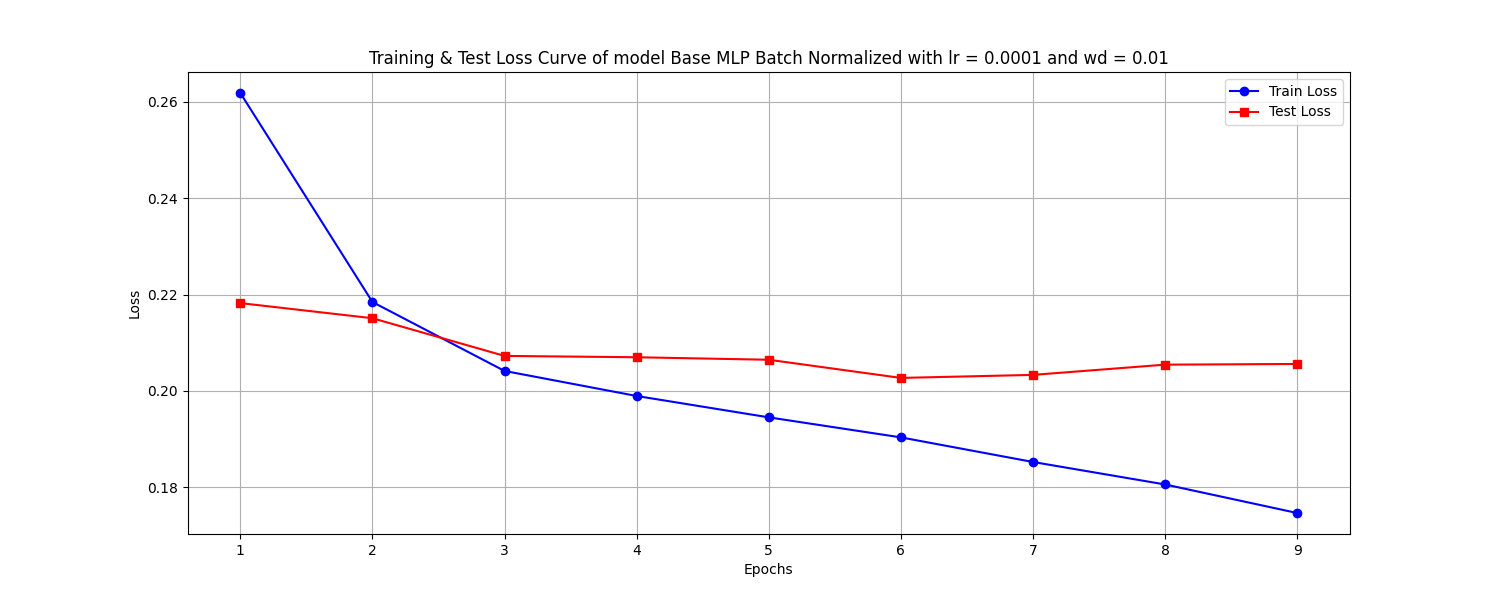 Training & Test Loss Curve of model Base MLP Batch Normalized with lr = 0.0001 and wd = 0.01
Train Loss
Test Loss
0.26
0.24
0.22
0.20
0.18
Loss
1 2 3 4 5 6 7 8 9
Epochs